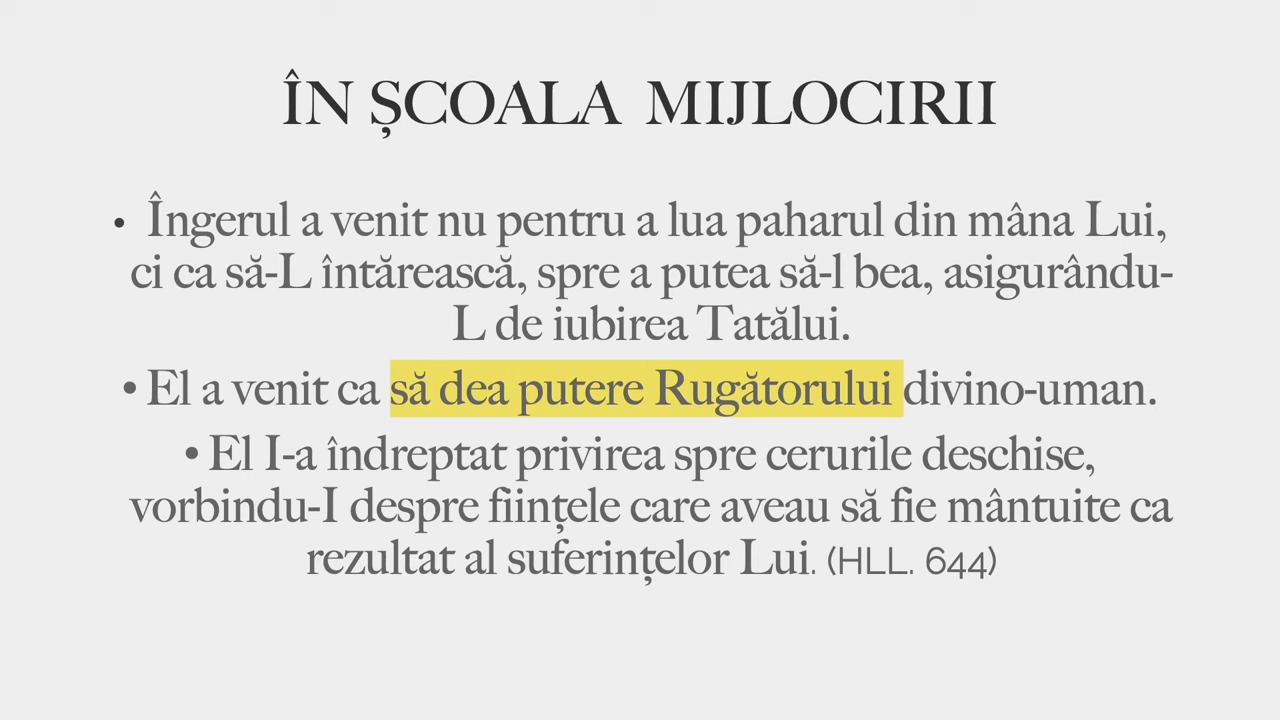 ÎN ȘCOALA MIJLOCIRII
• Îngerul a venit nu pentru a lua paharul din mâna Lui,
ci ca să-L întărească, spre a putea să-l bea, asigurându-
L de iubirea Tatălui.
• El a venit ca să dea putere Rugătorului divino-uman.
• El I-a îndreptat privirea spre cerurile deschise,
vorbindu-I despre ființele care aveau să fie mântuite ca
rezultat al suferințelor Lui. (HLL. 644)